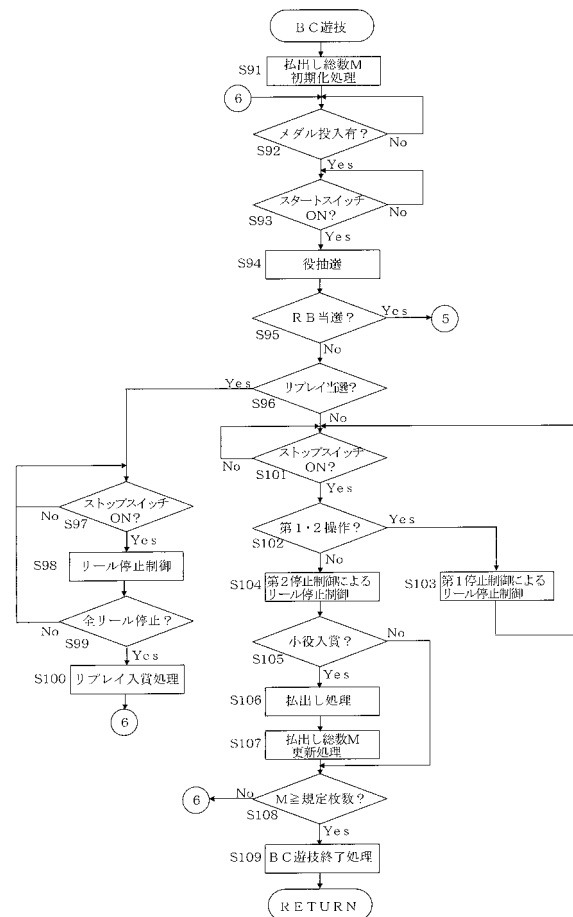 BC遊技
S91
払出し総数M
初期化処理
6
メダル投入有?
S92
No
Yes
スタートスイッチ
ON?
S93
No
Yes
S94
役抽選
RB当選?
S95
Yes
5
No
Yes
リプレイ当選?
S96
No
ストップスイッチ
ON?
No
S101
Yes
ストップスイッチ
ON?
No
S97
Yes
第1・2操作?
S102
Yes
No
S98
リール停止制御
S104
第2停止制御による
リール停止制御
S103
第1停止制御による
リール停止制御
全リール停止?
No
S99
Yes
小役入賞?
S105
No
Yes
S100
リプレイ入賞処理
S106
払出し処理
6
S107
払出し総数M
更新処理
6
No
M≧規定枚数?
S108
Yes
S109
BC遊技終了処理
RETURN